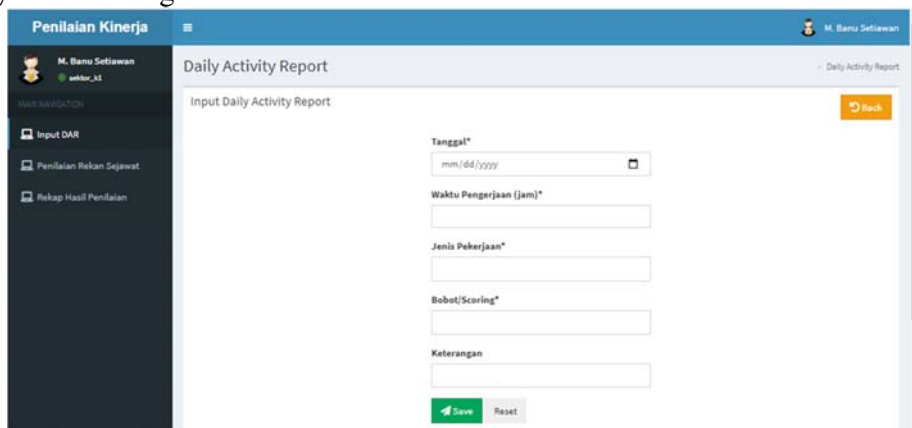 Penilaian Kinerja
M. Banu Setiawan
M. Banu Setiawan
sektor_k1
MAIN NAVIGATION
Input DAR
Penilaian Rekan Sejawat
Rekap Hasil Penilaian
Daily Activity Report
Daily Activity Report
Input Daily Activity Report
Back
Tanggal*
mm/dd/yyyy
Waktu Pengerjaan (jam)*
Jenis Pekerjaan*
Bobot/Scoring*
Keterangan
Save Reset